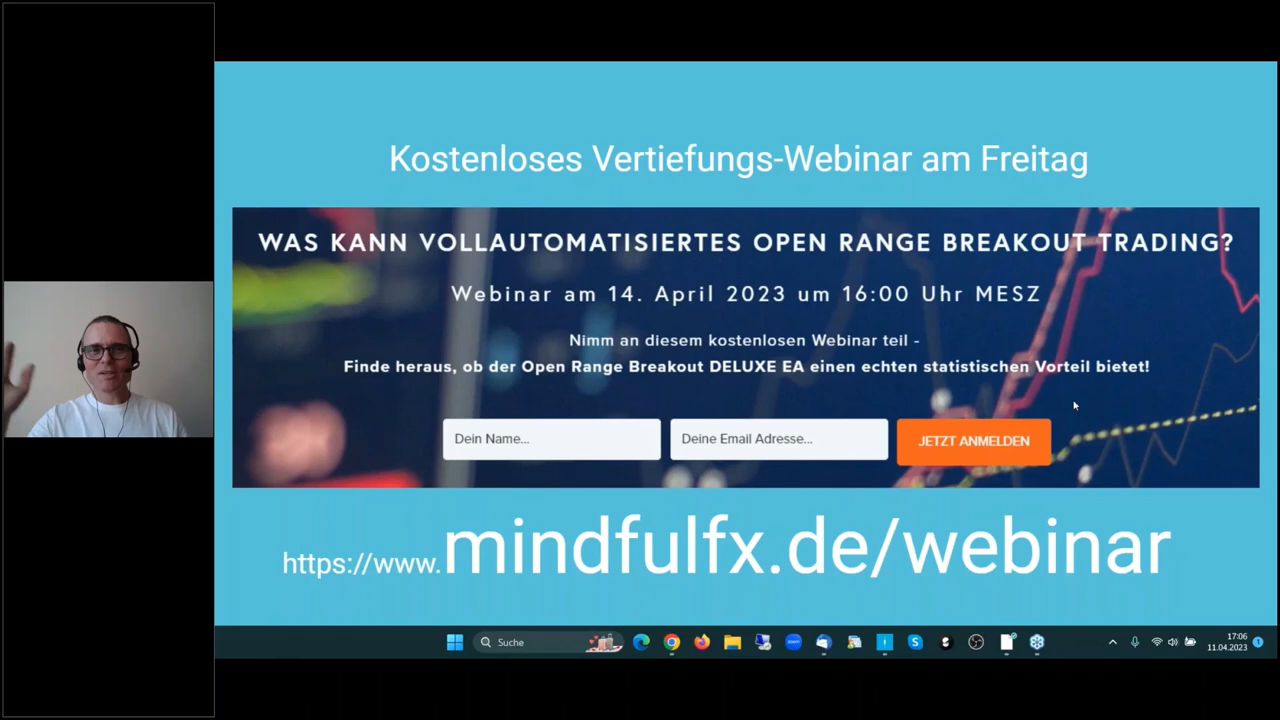 Kostenloses Vertiefungs-Webinar am Freitag
WAS KANN VOLLAUTOMATISIERTES OPEN RANGE BREAKOUT TRADING?
Webinar am 14. April 2023 um 16:00 Uhr MESZ
Nimm an diesem kostenlosen Webinar teil -
Finde heraus, ob der Open Range Breakout DELUXE EA einen echten statistischen Vorteil bietet!
Dein Name...
Deine Email Adresse...
JETZT ANMELDEN
https://www.mindfulfx.de/webinar
Suche
17:06
11.04.2023